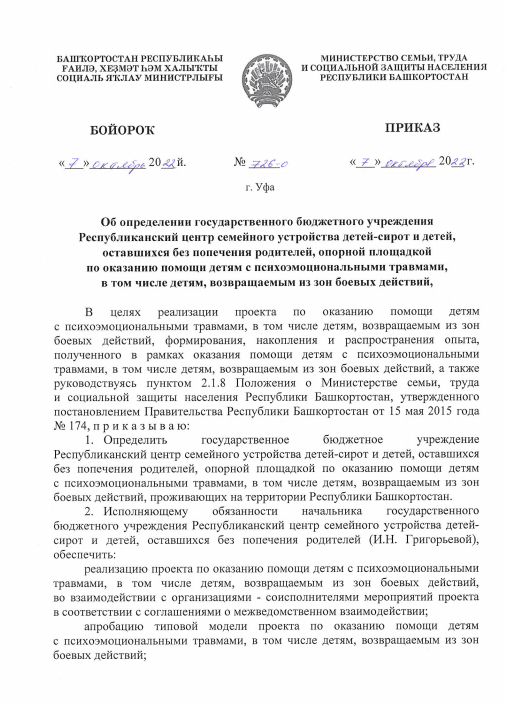 БАШҠОРТОСТАН РЕСПУБЛИКАҺЫ
ҒАИЛӘ, ХЕҘМӘТ ҺӘМ ХАЛЫҠТЫ
СОЦИАЛЬ ЯҠЛАУ МИНИСТРЛЫҒЫ
МИНИСТЕРСТВО СЕМЬИ, ТРУДА
И СОЦИАЛЬНОЙ ЗАЩИТЫ НАСЕЛЕНИЯ
РЕСПУБЛИКИ БАШКОРТОСТАН
БОЙОРОҠ
ПРИКАЗ
« 7 » октябрь 2022й. № 726-о « 7 » октября 2022г.
г. Уфа
Об определении государственного бюджетного учреждения
Республиканский центр семейного устройства детей-сирот и детей,
оставшихся без попечения родителей, опорной площадкой
по оказанию помощи детям с психоэмоциональными травмами,
в том числе детям, возвращаемым из зон боевых действий,
В целях реализации проекта по оказанию помощи детям
с психоэмоциональными травмами, в том числе детям, возвращаемым из зон
боевых действий, формирования, накопления и распространения опыта,
полученного в рамках оказания помощи детям с психоэмоциональными
травмами, в том числе детям, возвращаемым из зон боевых действий, а также
руководствуясь пунктом 2.1.8 Положения о Министерстве семьи, труда
и социальной защиты населения Республики Башкортостан, утвержденного
постановлением Правительства Республики Башкортостан от 15 мая 2015 года
№ 174, п р и к а з ы в а ю:
1. Определить государственное бюджетное учреждение
Республиканский центр семейного устройства детей-сирот и детей, оставшихся
без попечения родителей, опорной площадкой по оказанию помощи детям
с психоэмоциональными травмами, в том числе детям, возвращаемым из зон
боевых действий, проживающих на территории Республики Башкортостан.
2. Исполняющему обязанности начальника государственного
бюджетного учреждения Республиканский центр семейного устройства детей-
сирот и детей, оставшихся без попечения родителей (И.Н. Григорьевой),
обеспечить:
реализацию проекта по оказанию помощи детям с психоэмоциональными
травмами, в том числе детям, возвращаемым из зон боевых действий,
во взаимодействии с организациями - соисполнителями мероприятий проекта
в соответствии с соглашениями о межведомственном взаимодействии;
апробацию типовой модели проекта по оказанию помощи детям
с психоэмоциональными травмами, в том числе детям, возвращаемым из зон
боевых действий;